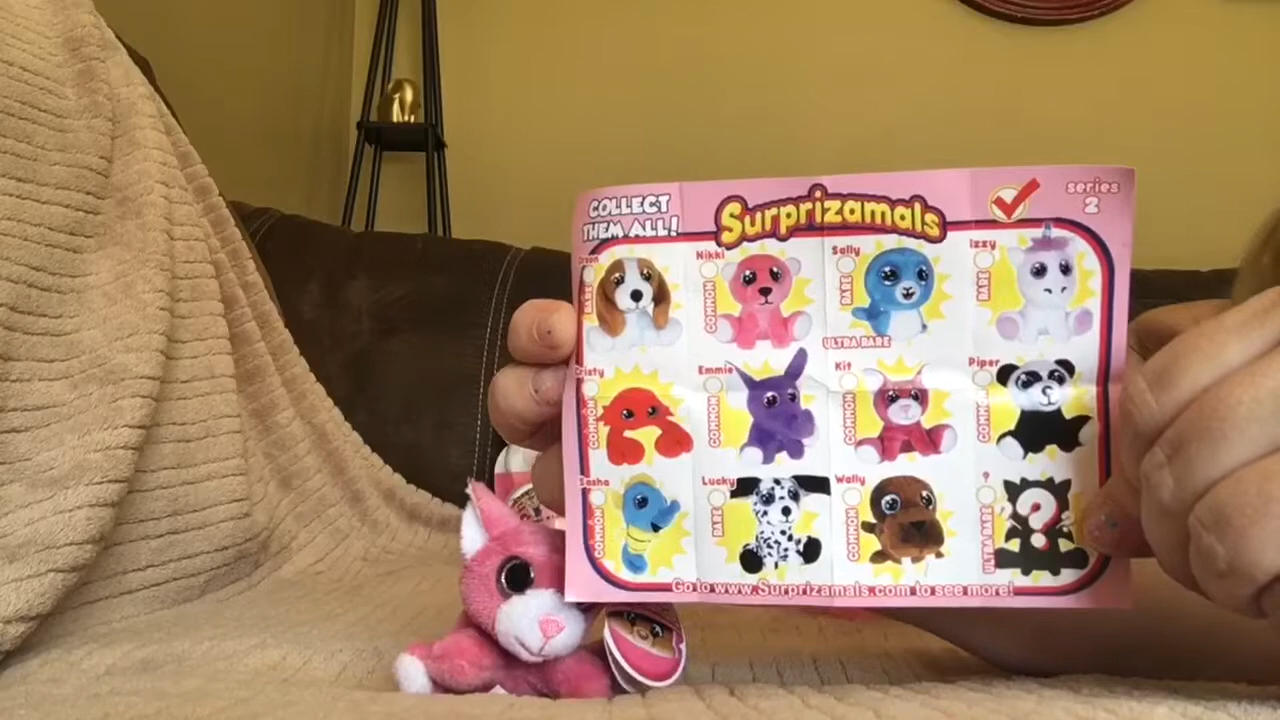 COLLECT
THEM ALL!
Surprizamals
series
2
RARE
Nikki
COMMON
Sally
RARE
Izzy
RARE
ULTRA RARE
Cristy
COMMON
Emmie
COMMON
Kit
COMMON
Piper
COMMON
Sasha
COMMON
Lucky
RARE
Wally
COMMON
?
ULTRA RARE
?
Go to www.Surprizamals.com to see more!